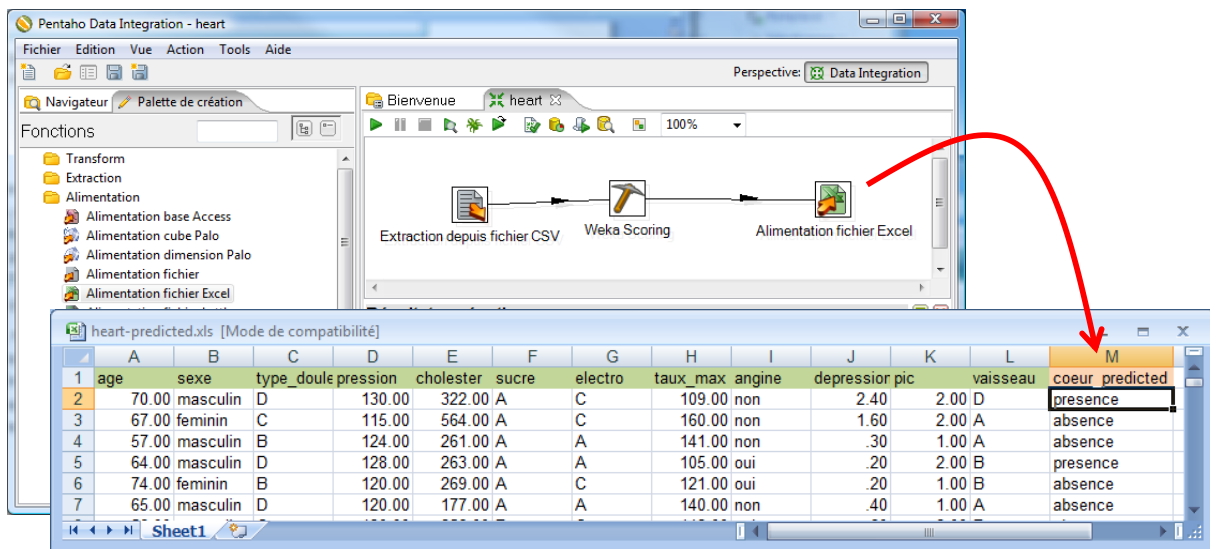 Pentaho Data Integration - heart
Fichier Edition Vue Action Tools Aide
Perspective: Data Integration
Navigateur Palette de création
Bienvenue heart
Fonctions
100%
Transform
Extraction
Alimentation
Alimentation base Access
Alimentation cube Palo
Alimentation dimension Palo
Alimentation fichier
Alimentation fichier Excel
Extraction depuis fichier CSV
Weka Scoring
Alimentation fichier Excel
heart-predicted.xls [Mode de compatibilité]
A B C D E F G H I J K L M
1 age sexe type_doule pression cholester sucre electro taux_max angine depression pic vaisseau coeur_predicted
2 70.00 masculin D 130.00 322.00 A C 109.00 non 2.40 2.00 D presence
3 67.00 feminin C 115.00 564.00 A C 160.00 non 1.60 2.00 A absence
4 57.00 masculin B 124.00 261.00 A A 141.00 non .30 1.00 A absence
5 64.00 masculin D 128.00 263.00 A A 105.00 oui .20 2.00 B presence
6 74.00 feminin B 120.00 269.00 A C 121.00 oui .20 1.00 B absence
7 65.00 masculin D 120.00 177.00 A A 140.00 non .40 1.00 A absence
Sheet1